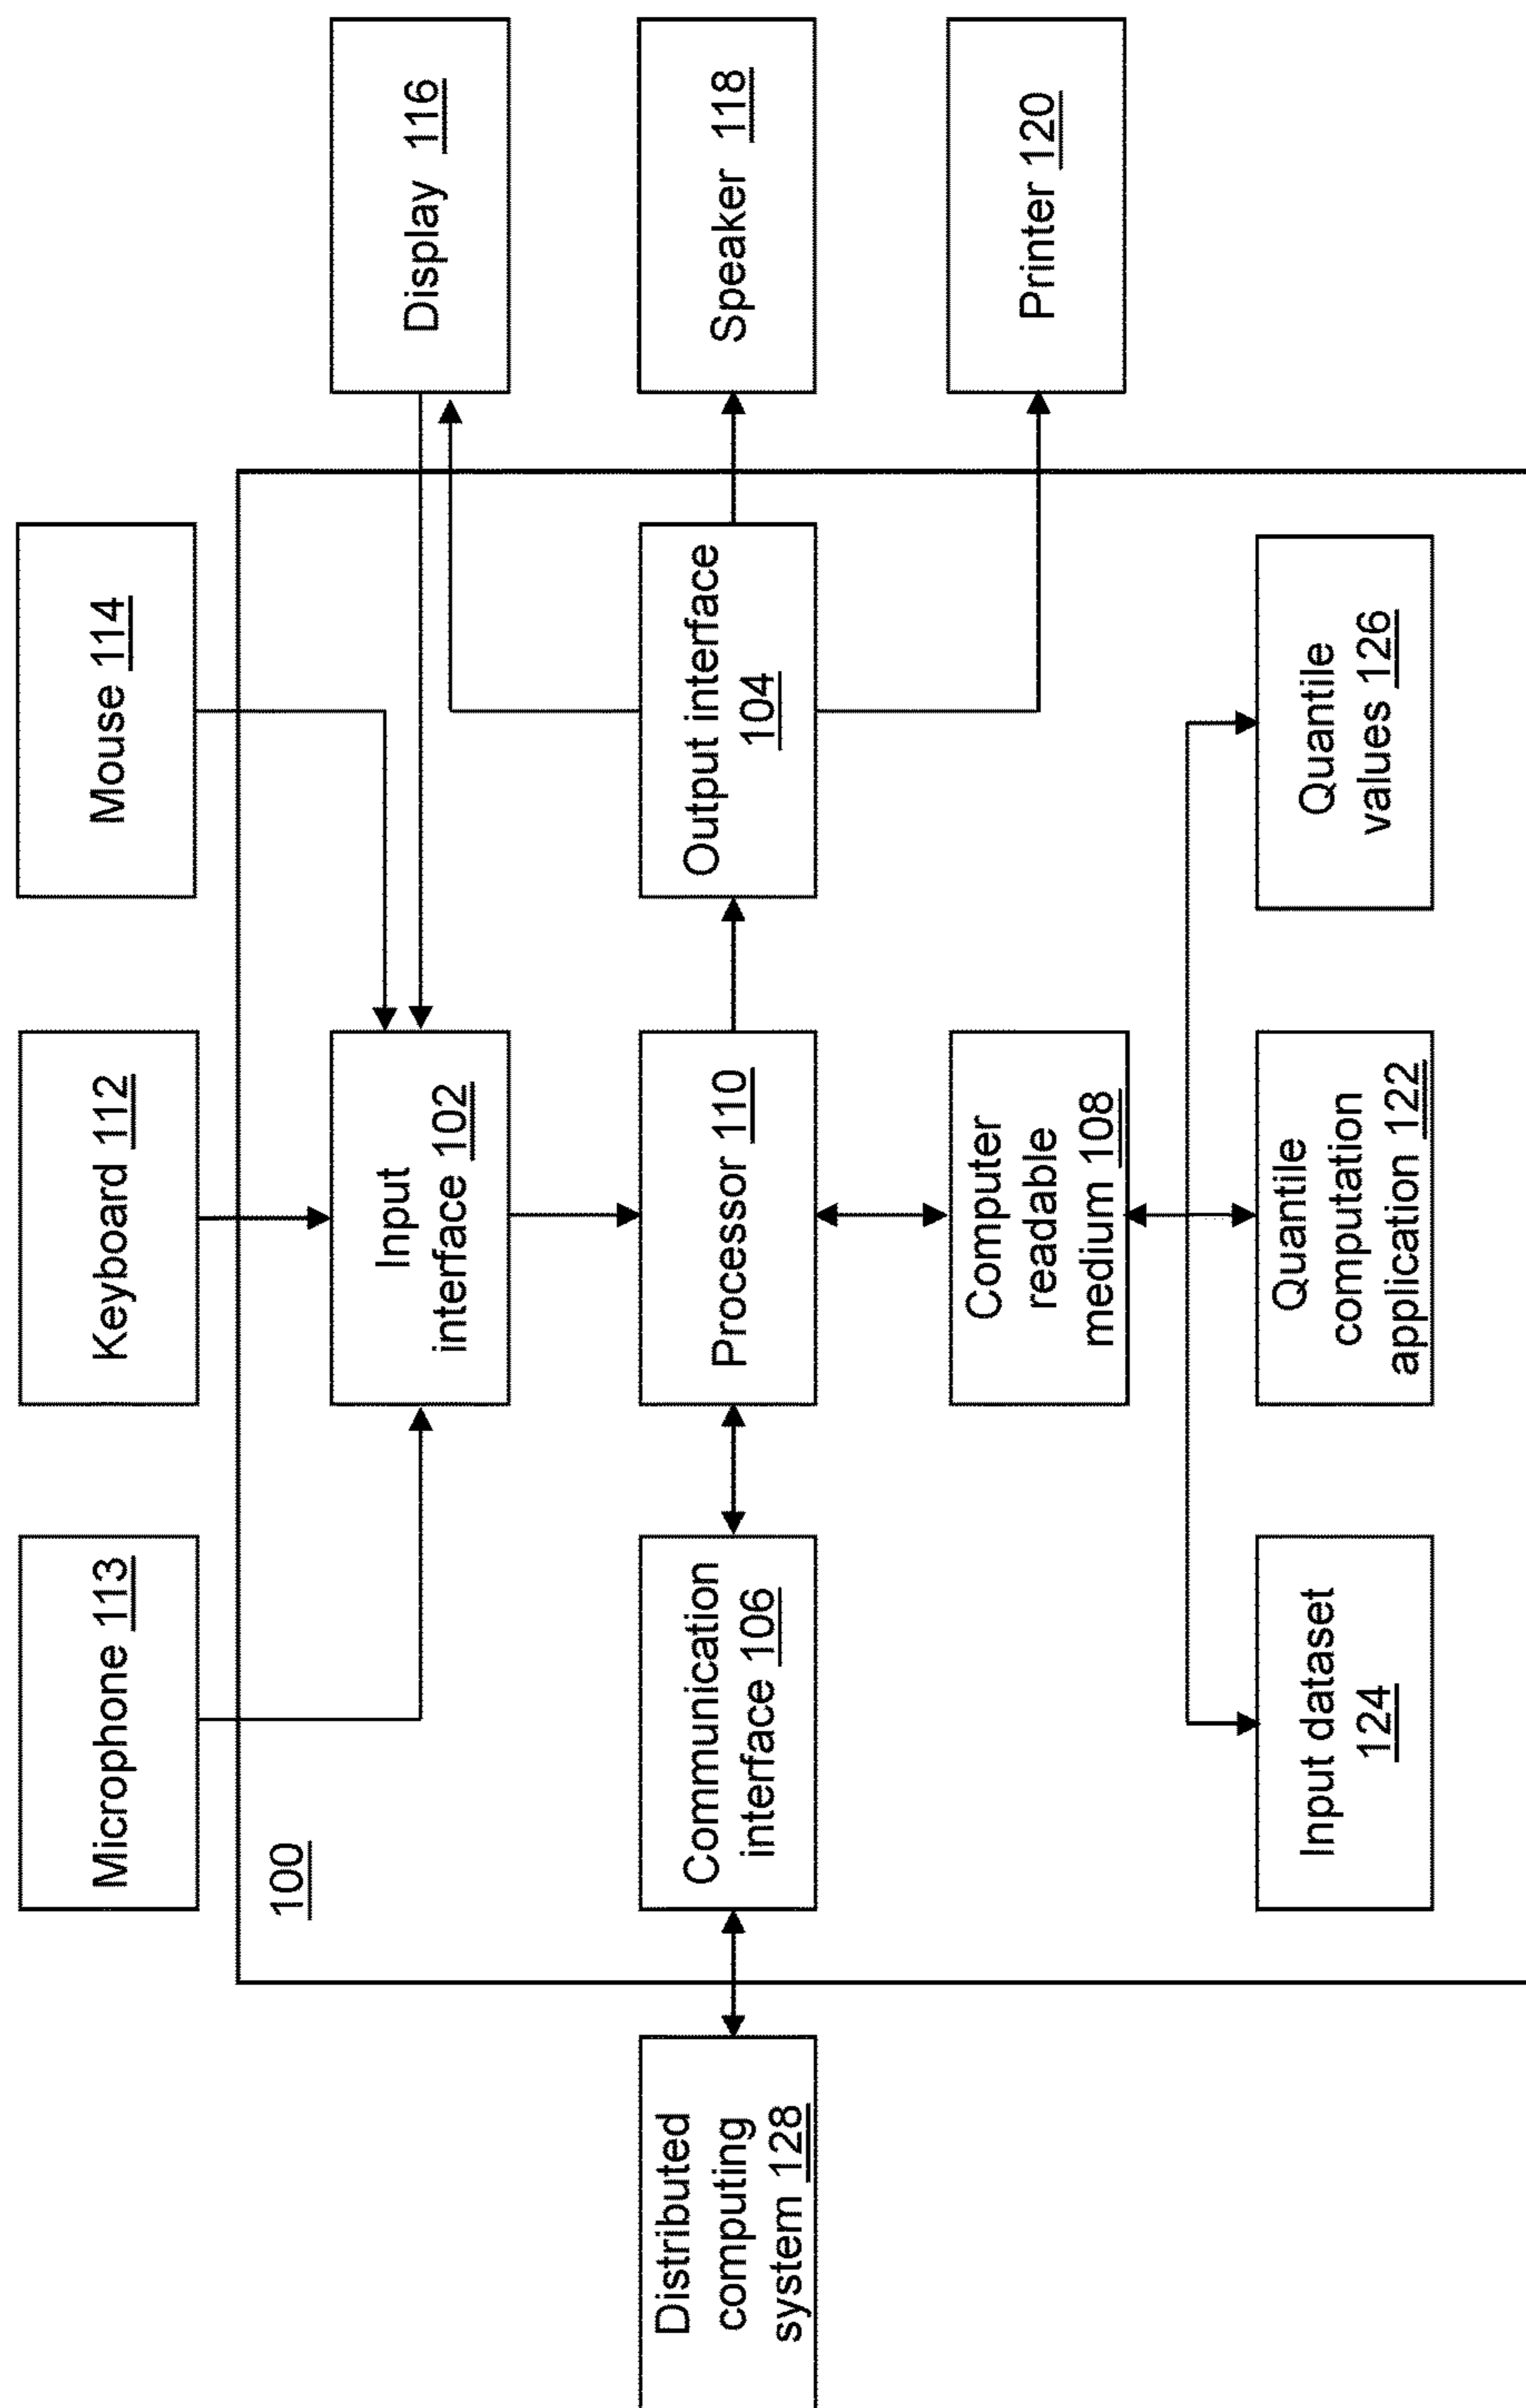 Microphone 113
Keyboard 112
Mouse 114
100
Input
interface 102
Display 116
Distributed
computing
system 128
Communication
interface 106
Processor 110
Output interface
104
Speaker 118
Computer
readable
medium 108
Printer 120
Input dataset
124
Quantile
computation
application 122
Quantile
values 126